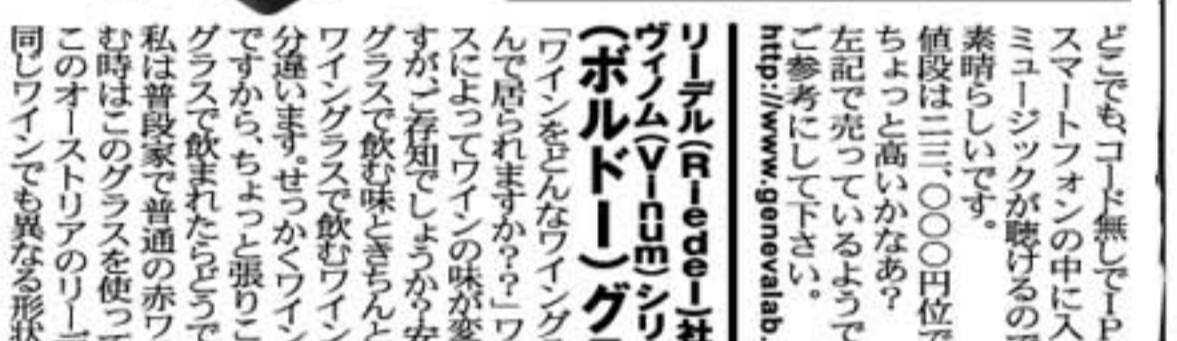 どこでも、コード無しでiP
スマートフォンの中に入
ミュージックが聴けるので
素晴らしいです。
値段は二三、〇〇〇円位で
ちょっと高いかなあ?
左記で売っているようで
ご参考にして下さい。
http://www.genevalab.
リーデル(Riedel)社
ヴィノム(Vinum)シリ
(ボルドー)グ
「ワインをどんなワイング
んで居られますか??」ワ
スによってワインの味が変
すが、ご存知でしょうか?安
グラスで飲む味ときちんと
ワイングラスで飲むワイン
分違います。せっかくワイン
ですから、ちょっと張りこ
グラスで飲まれたらどうで
私は普段家で普通の赤ワ
む時はこのグラスを使って
このオーストリアのリーデ
同じワインでも異なる形状